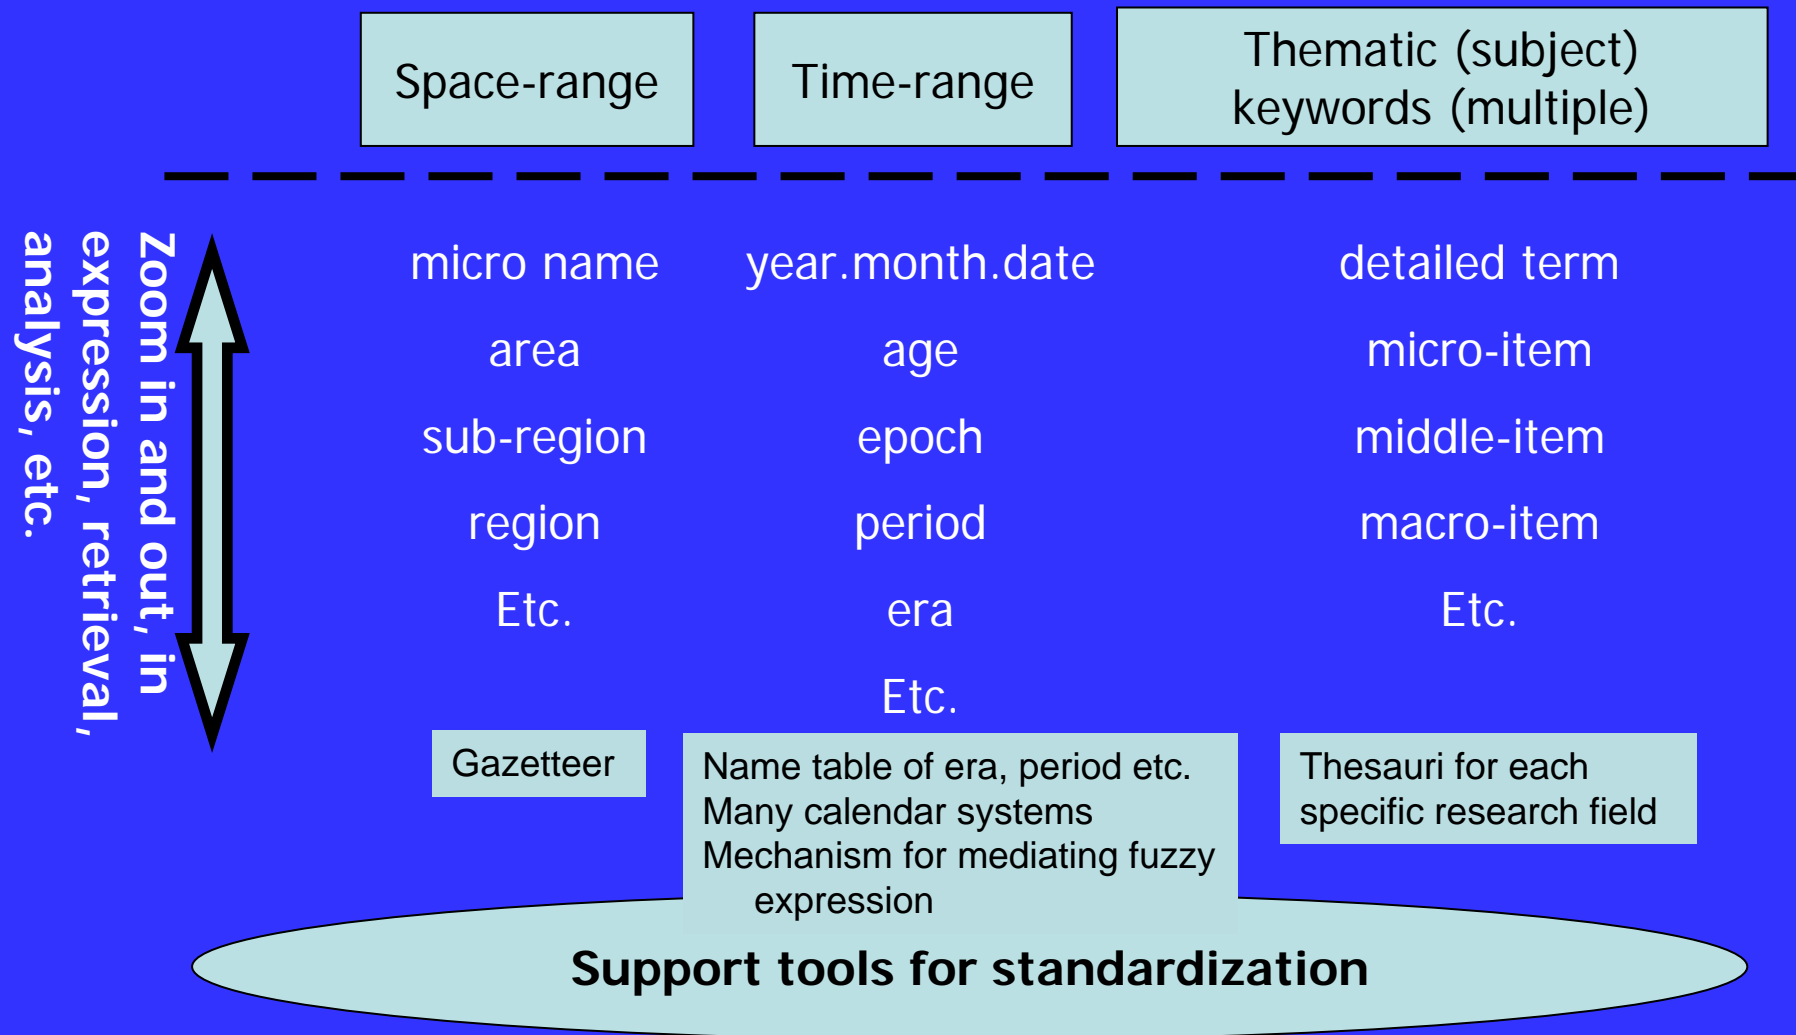 Space-range
Time-range
Thematic (subject)
keywords (multiple)
Zoom in and out, in
expression, retrieval,
analysis, etc.
micro name
area
sub-region
region
Etc.
year.month.date
age
epoch
period
era
Etc.
detailed term
micro-item
middle-item
macro-item
Etc.
Gazetteer
Name table of era, period etc.
Many calendar systems
Mechanism for mediating fuzzy
expression
Thesauri for each
specific research field
Support tools for standardization